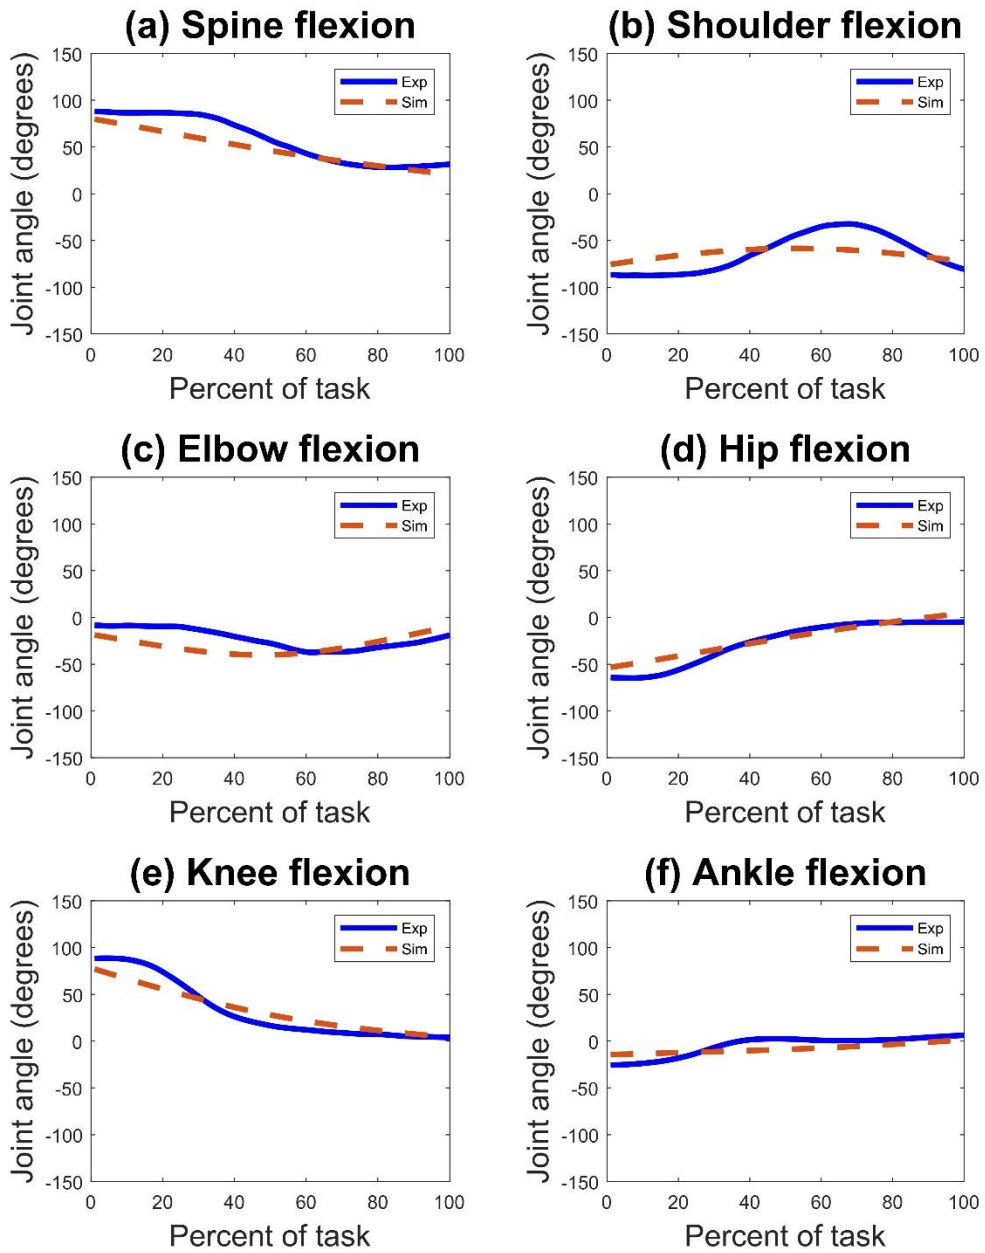 (a) Spine flexion
150
100
50
0
-50
-100
-150
Joint angle (degrees)
Exp
Sim
0 20 40 60 80 100
Percent of task
(b) Shoulder flexion
150
100
50
0
-50
-100
-150
Joint angle (degrees)
Exp
Sim
0 20 40 60 80 100
Percent of task
(c) Elbow flexion
150
100
50
0
-50
-100
-150
Joint angle (degrees)
Exp
Sim
0 20 40 60 80 100
Percent of task
(d) Hip flexion
150
100
50
0
-50
-100
-150
Joint angle (degrees)
Exp
Sim
0 20 40 60 80 100
Percent of task
(e) Knee flexion
150
100
50
0
-50
-100
-150
Joint angle (degrees)
Exp
Sim
0 20 40 60 80 100
Percent of task
(f) Ankle flexion
150
100
50
0
-50
-100
-150
Joint angle (degrees)
Exp
Sim
0 20 40 60 80 100
Percent of task